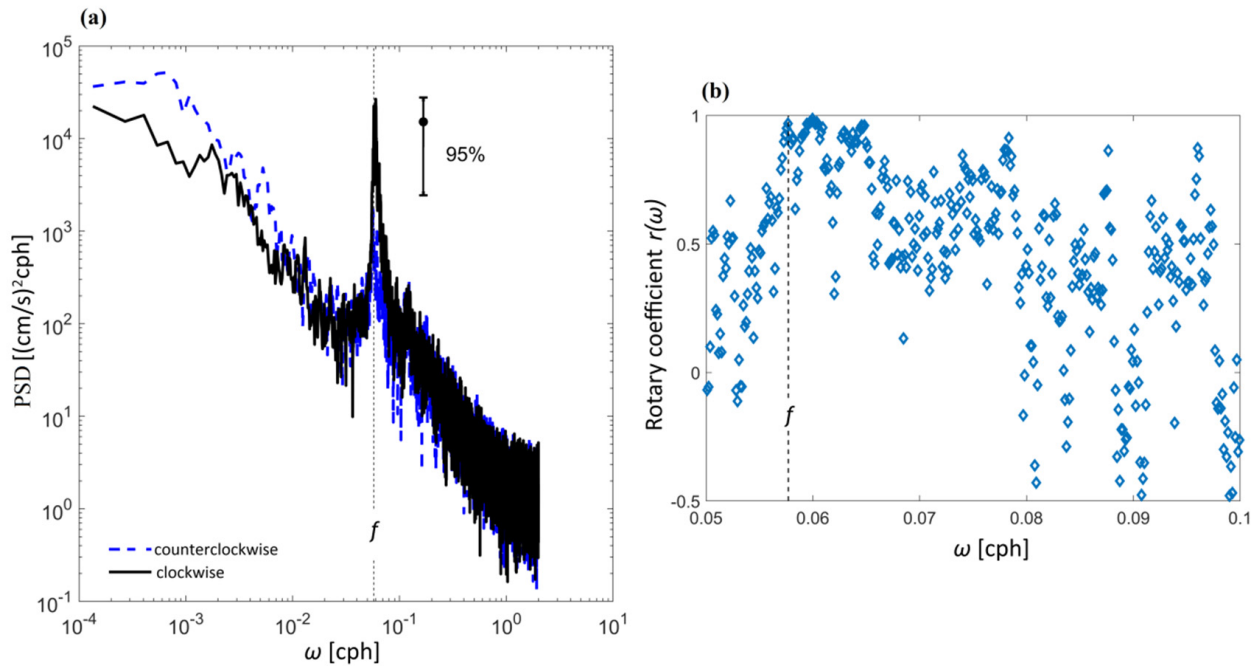 (a)
10^5
10^4
10^3
10^2
10^1
10^0
10^-1
PSD [(cm/s)^2cph]
95%
f
counterclockwise
clockwise
10^-4
10^-3
10^-2
10^-1
10^0
10^1
ω [cph]
(b)
1
0.5
0
-0.5
Rotary coefficient r(ω)
f
0.05
0.06
0.07
0.08
0.09
0.1
ω [cph]